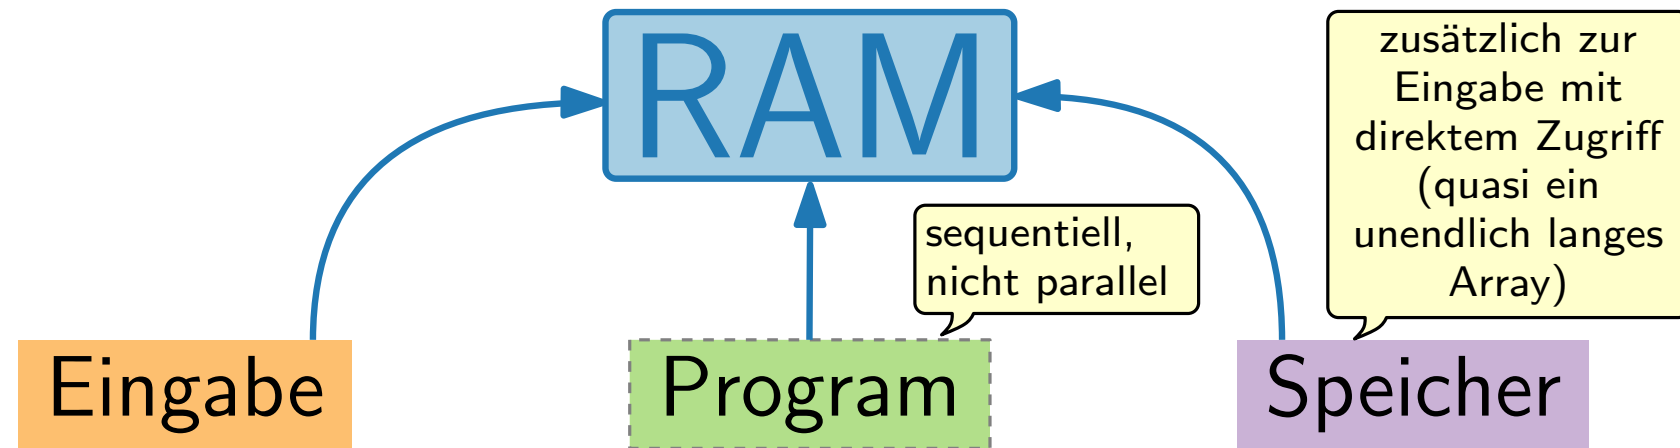 RAM
zusätzlich zur
Eingabe mit
direktem Zugriff
(quasi ein
unendlich langes
Array)
sequentiell,
nicht parallel
Eingabe
Program
Speicher